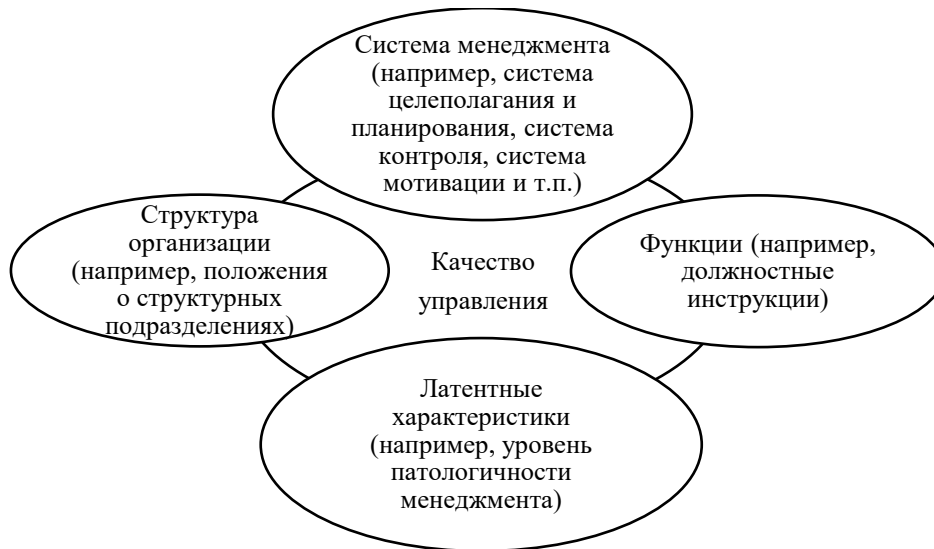 Система менеджмента
(например, система
целеполагания и
планирования, система
контроля, система
мотивации и т.п.)
Структура
организации
(например, положения
о структурных
подразделениях)
Качество
управления
Функции (например,
должностные
инструкции)
Латентные
характеристики
(например, уровень
патологичности
менеджмента)